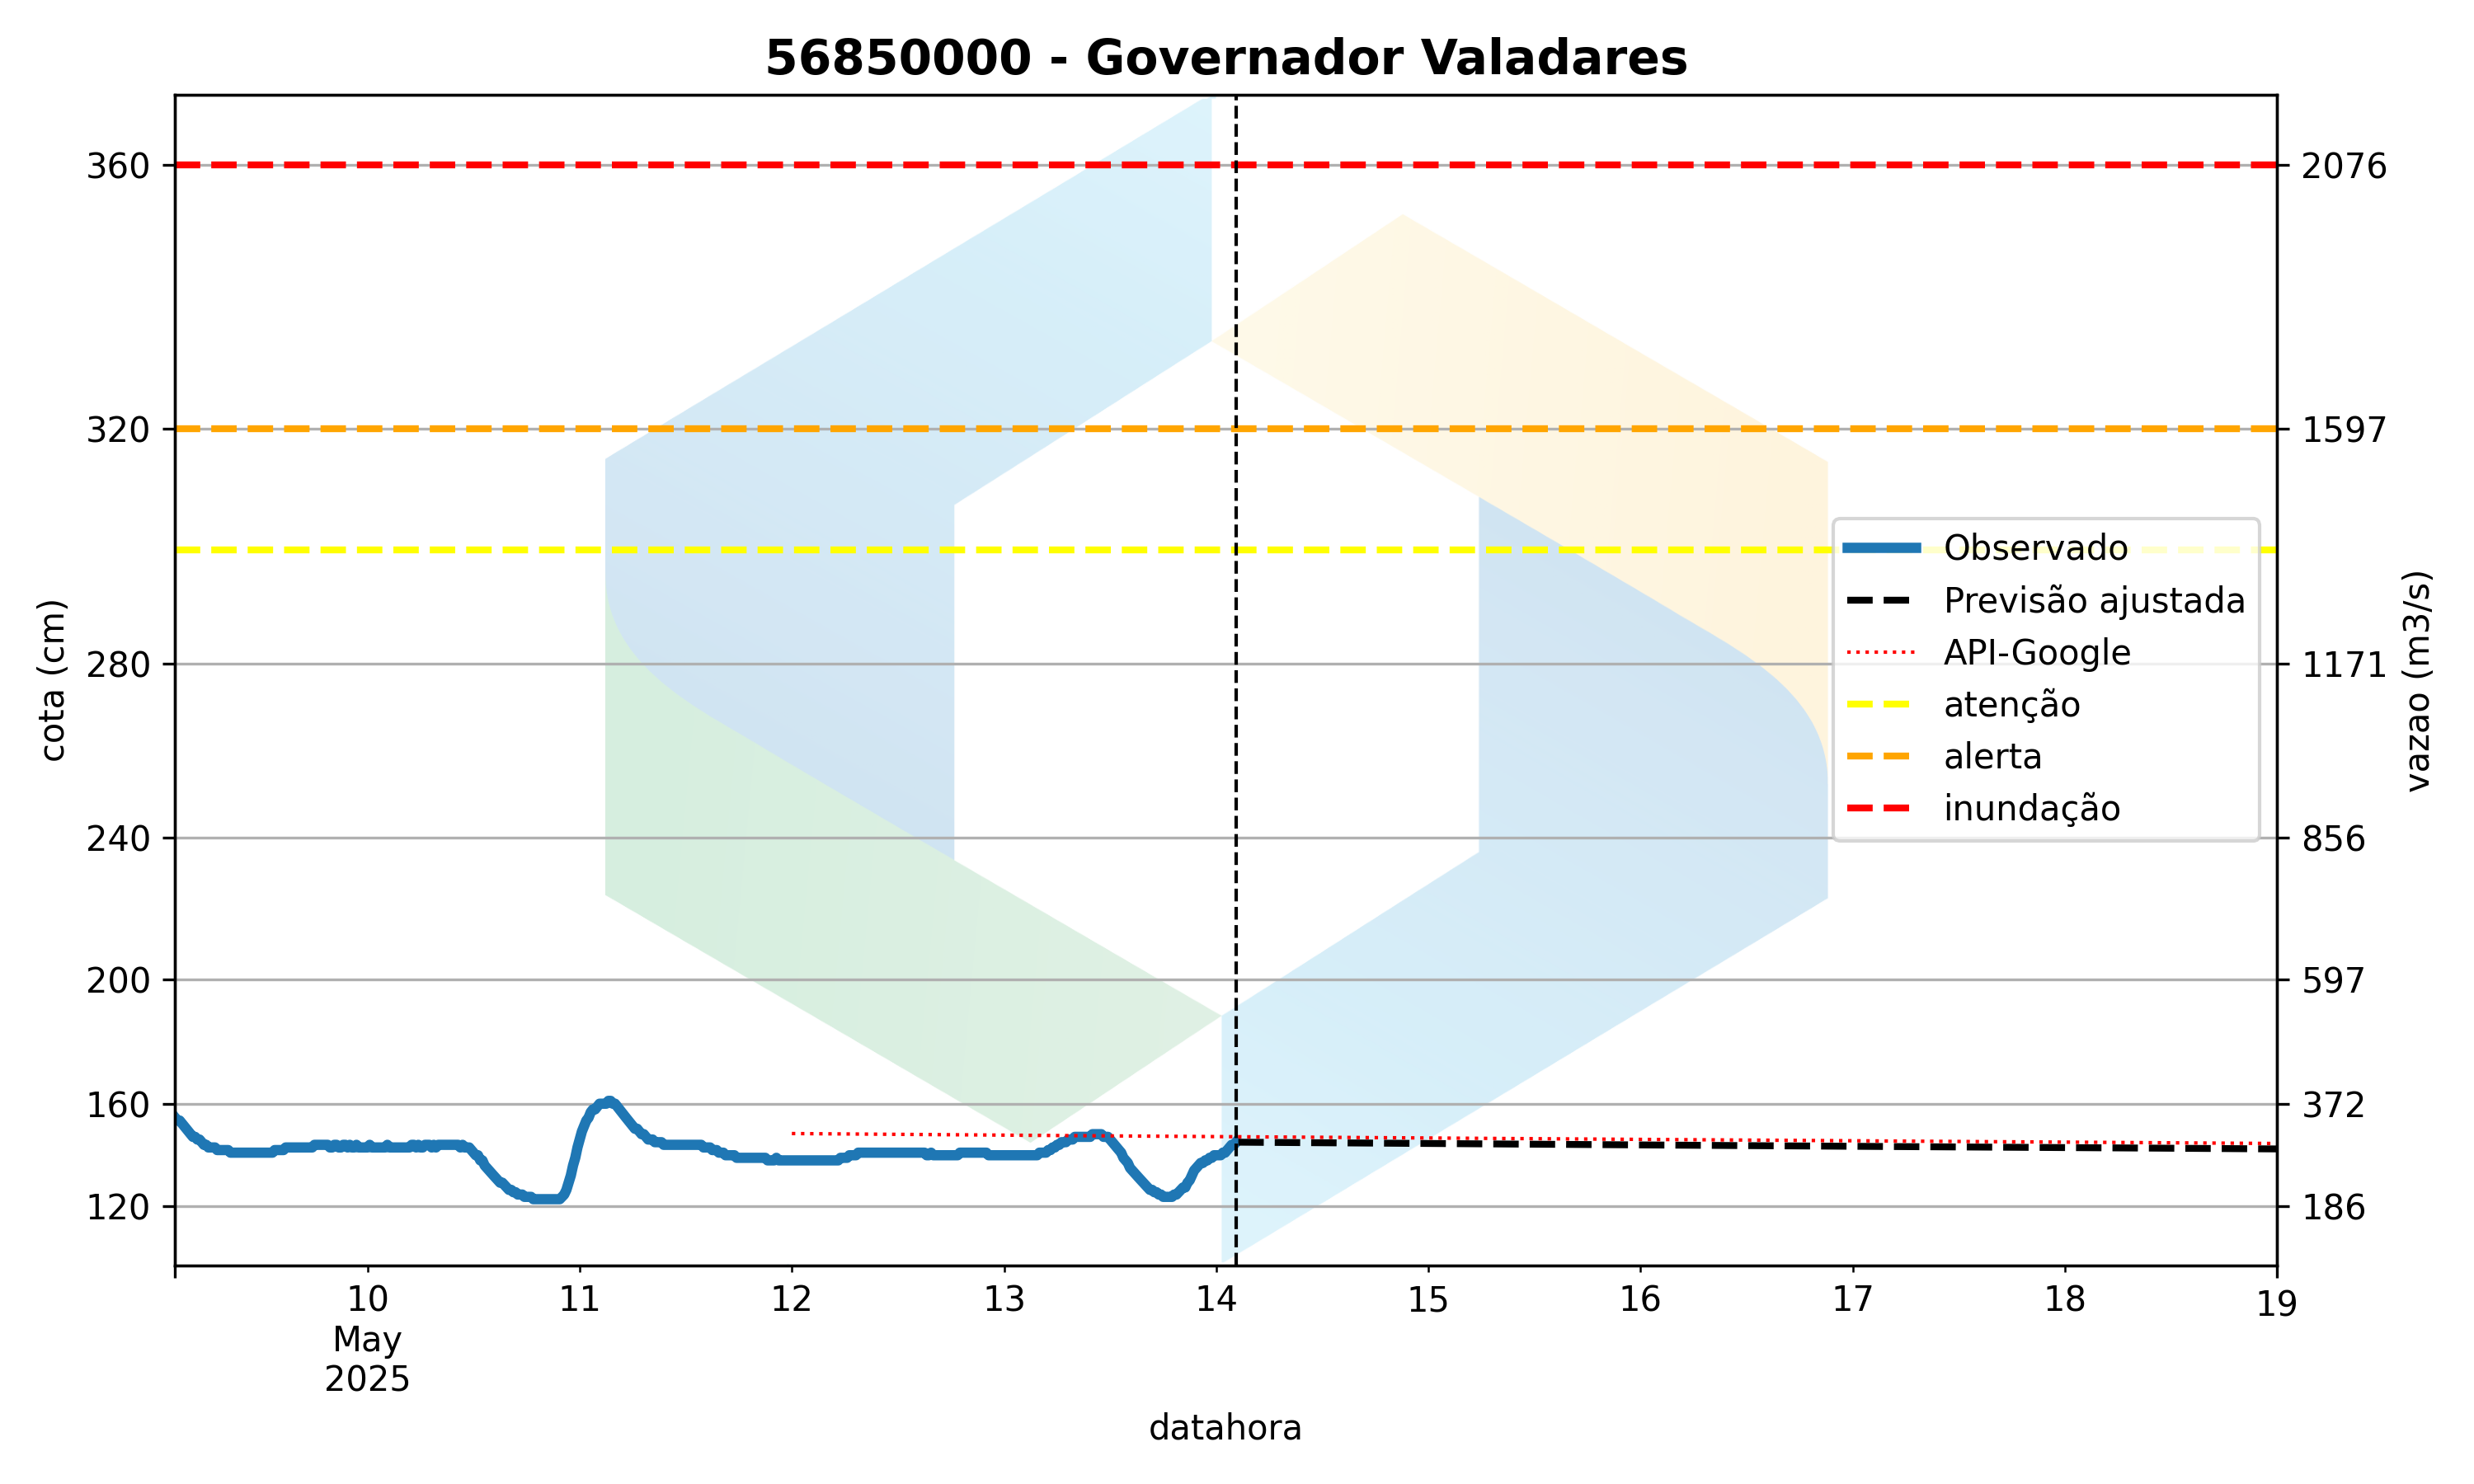 56850000 - Governador Valadares
360
320
280
240
200
160
120
cota (cm)
2076
1597
1171
856
597
372
186
vazao (m3/s)
Observado
Previsão ajustada
API-Google
atenção
alerta
inundação
10
11
12
13
14
15
16
17
18
19
May
2025
datahora